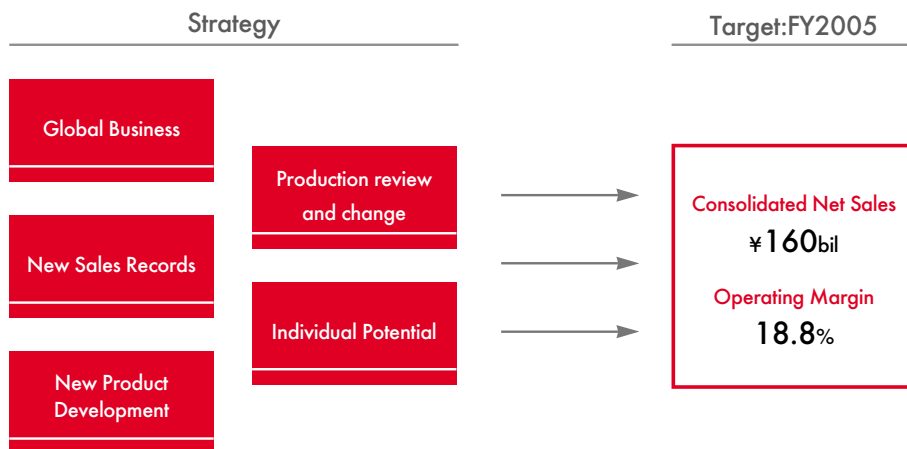 Strategy
Target:FY2005
Global Business
New Sales Records
New Product
Development
Production review
and change
Individual Potential
Consolidated Net Sales
¥160bil
Operating Margin
18.8%